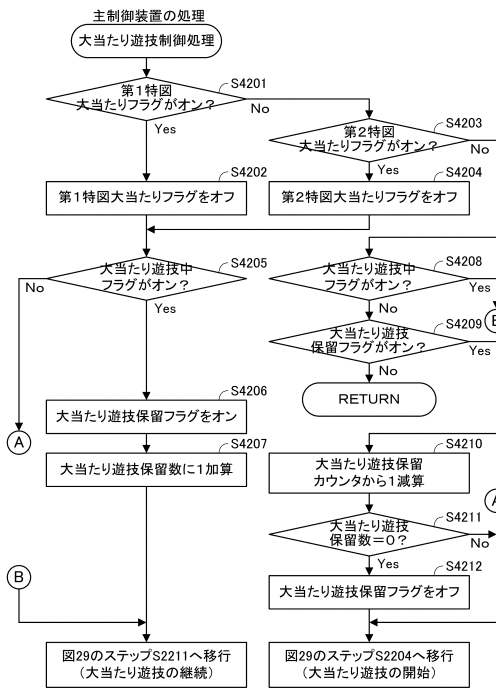 主制御装置の処理
大当たり遊技制御処理
S4201
第1特図
大当たりフラグがオン？
No
Yes
S4203
第2特図
大当たりフラグがオン？
No
Yes
S4202
第1特図大当たりフラグをオフ
S4204
第2特図大当たりフラグをオフ
S4205
大当たり遊技中
フラグがオン？
No
Yes
S4208
大当たり遊技中
フラグがオン？
Yes
No
S4209
大当たり遊技
保留フラグがオン？
Yes
No
RETURN
S4206
大当たり遊技保留フラグをオン
A
S4207
大当たり遊技保留数に1加算
S4210
大当たり遊技保留
カウンタから1減算
S4211
大当たり遊技
保留数＝0？
No
Yes
S4212
大当たり遊技保留フラグをオフ
B
図29のステップS2211へ移行
（大当たり遊技の継続）
図29のステップS2204へ移行
（大当たり遊技の開始）